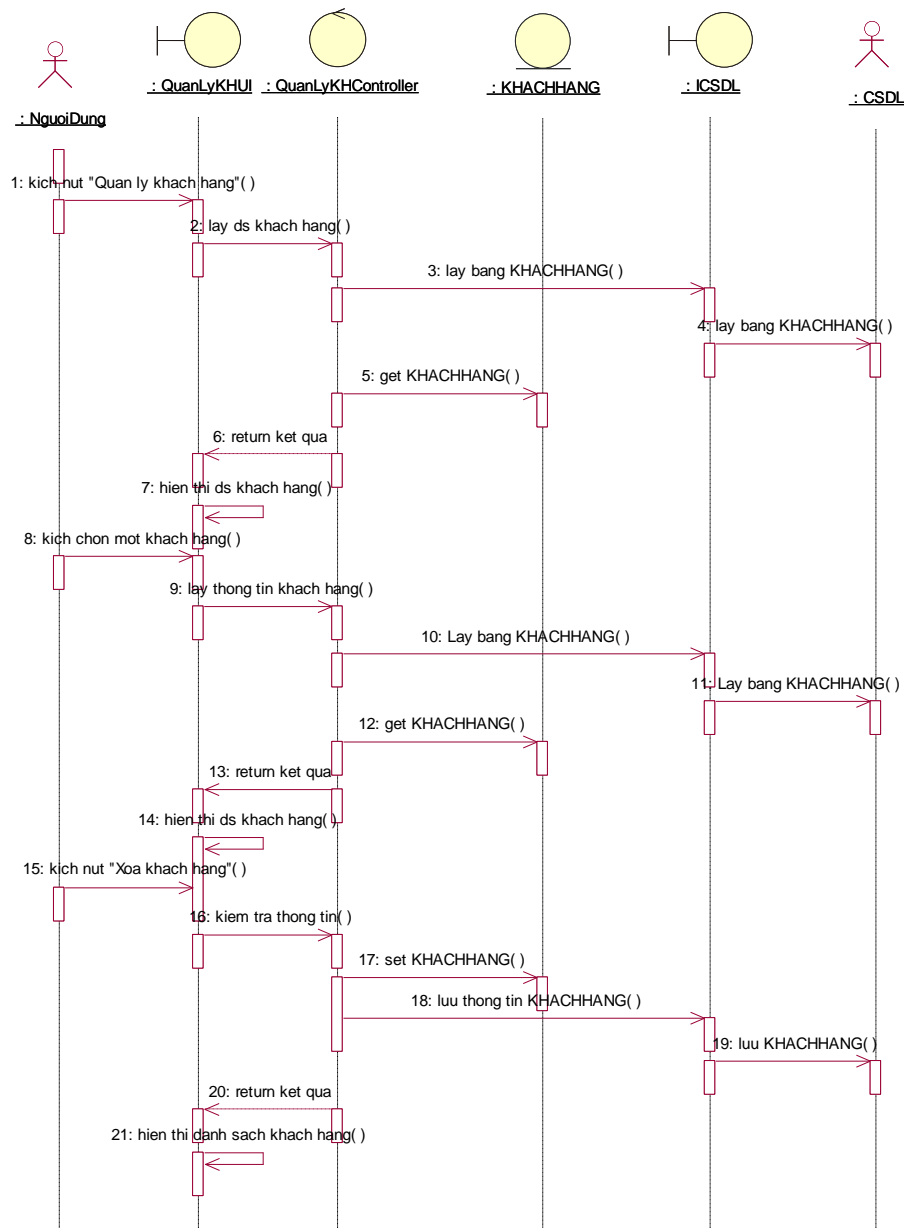 : NguoiDung
: QuanLyKHUI
: QuanLyKHController
: KHACHHANG
: ICSDL
: CSDL
1: kich nut "Quan ly khach hang"( )
2: lay ds khach hang( )
3: lay bang KHACHHANG( )
4: lay bang KHACHHANG( )
5: get KHACHHANG( )
6: return ket qua
7: hien thi ds khach hang( )
8: kich chon mot khach hang( )
9: lay thong tin khach hang( )
10: Lay bang KHACHHANG( )
11: Lay bang KHACHHANG( )
12: get KHACHHANG( )
13: return ket qua
14: hien thi ds khach hang( )
15: kich nut "Xoa khach hang"( )
16: kiem tra thong tin( )
17: set KHACHHANG( )
18: luu thong tin KHACHHANG( )
19: luu KHACHHANG( )
20: return ket qua
21: hien thi danh sach khach hang( )